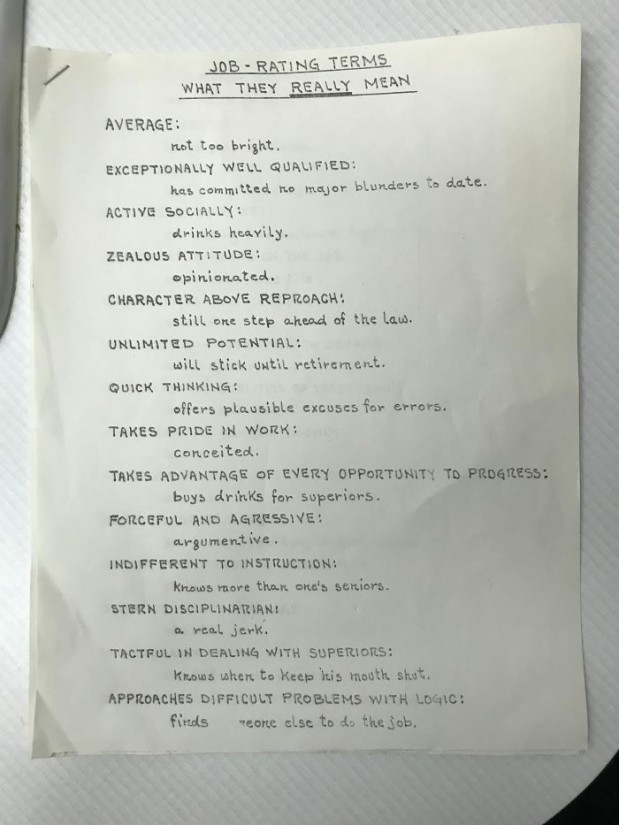 JOB - RATING TERMS
WHAT THEY REALLY MEAN
AVERAGE:
not too bright.
EXCEPTIONALLY WELL QUALIFIED:
has committed no major blunders to date.
ACTIVE SOCIALLY:
drinks heavily.
ZEALOUS ATTITUDE:
opinionated.
CHARACTER ABOVE REPROACH:
still one step ahead of the law.
UNLIMITED POTENTIAL:
will stick until retirement.
QUICK THINKING:
offers plausible excuses for errors.
TAKES PRIDE IN WORK:
conceited.
TAKES ADVANTAGE OF EVERY OPPORTUNITY TO PROGRESS:
buys drinks for superiors.
FORCEFUL AND AGRESSIVE:
argumentive.
INDIFFERENT TO INSTRUCTION:
knows more than one's seniors.
STERN DISCIPLINARIAN:
a real jerk.
TACTFUL IN DEALING WITH SUPERIORS:
knows when to keep his mouth shut.
APPROACHES DIFFICULT PROBLEMS WITH LOGIC:
finds else to do the job.